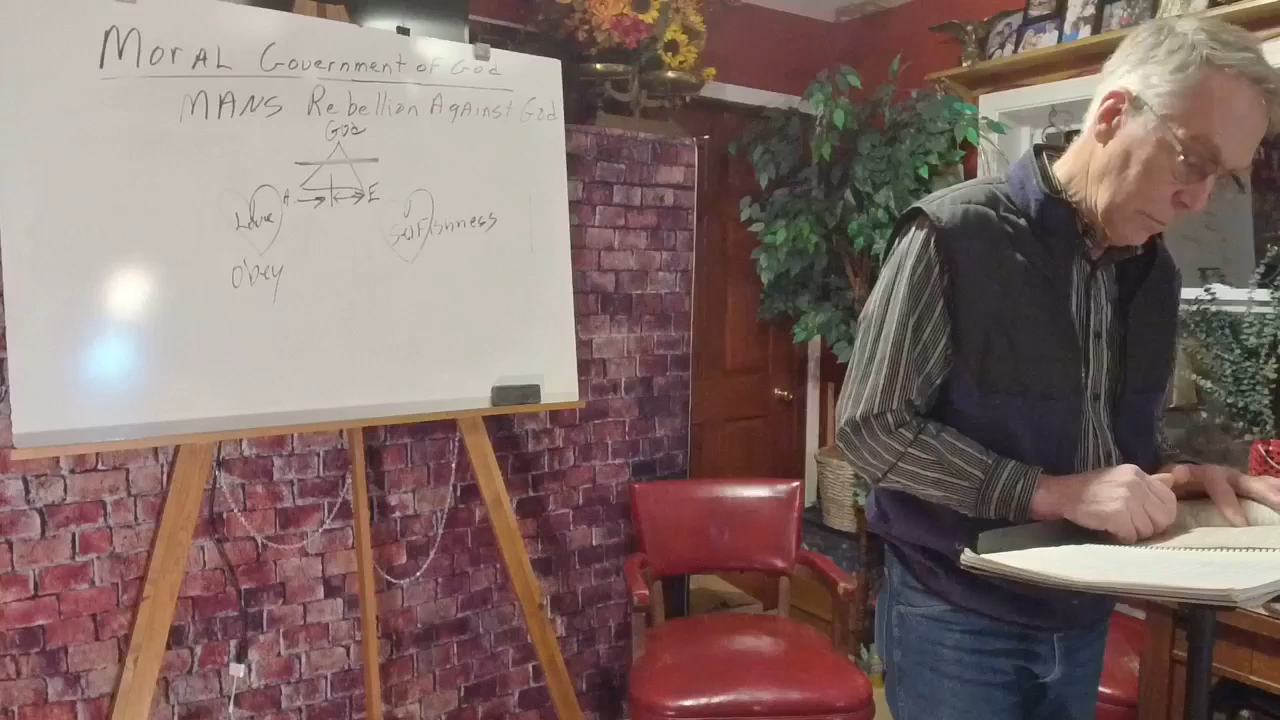 Moral Government of God
MANS Rebellion Against God
God
A E
Love Selfishness
Obey